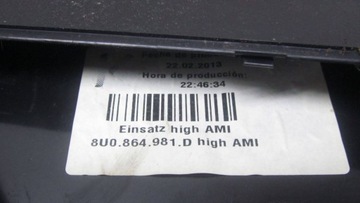 22.02.2013
Hora de producción:
22:46:34
Einsatz high AMI
8U0.864.981.D high AMI